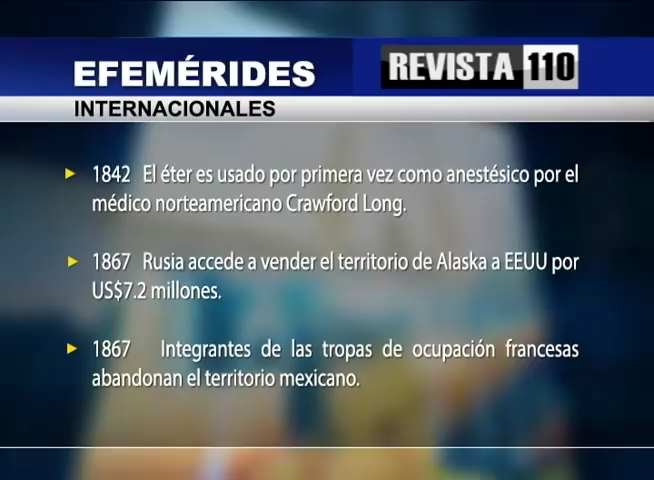 EFEMÉRIDES
REVISTA 110
INTERNACIONALES
1842 El éter es usado por primera vez como anestésico por el
médico norteamericano Crawford Long.
1867 Rusia accede a vender el territorio de Alaska a EEUU por
US$7.2 millones.
1867 Integrantes de las tropas de ocupación francesas
abandonan el territorio mexicano.